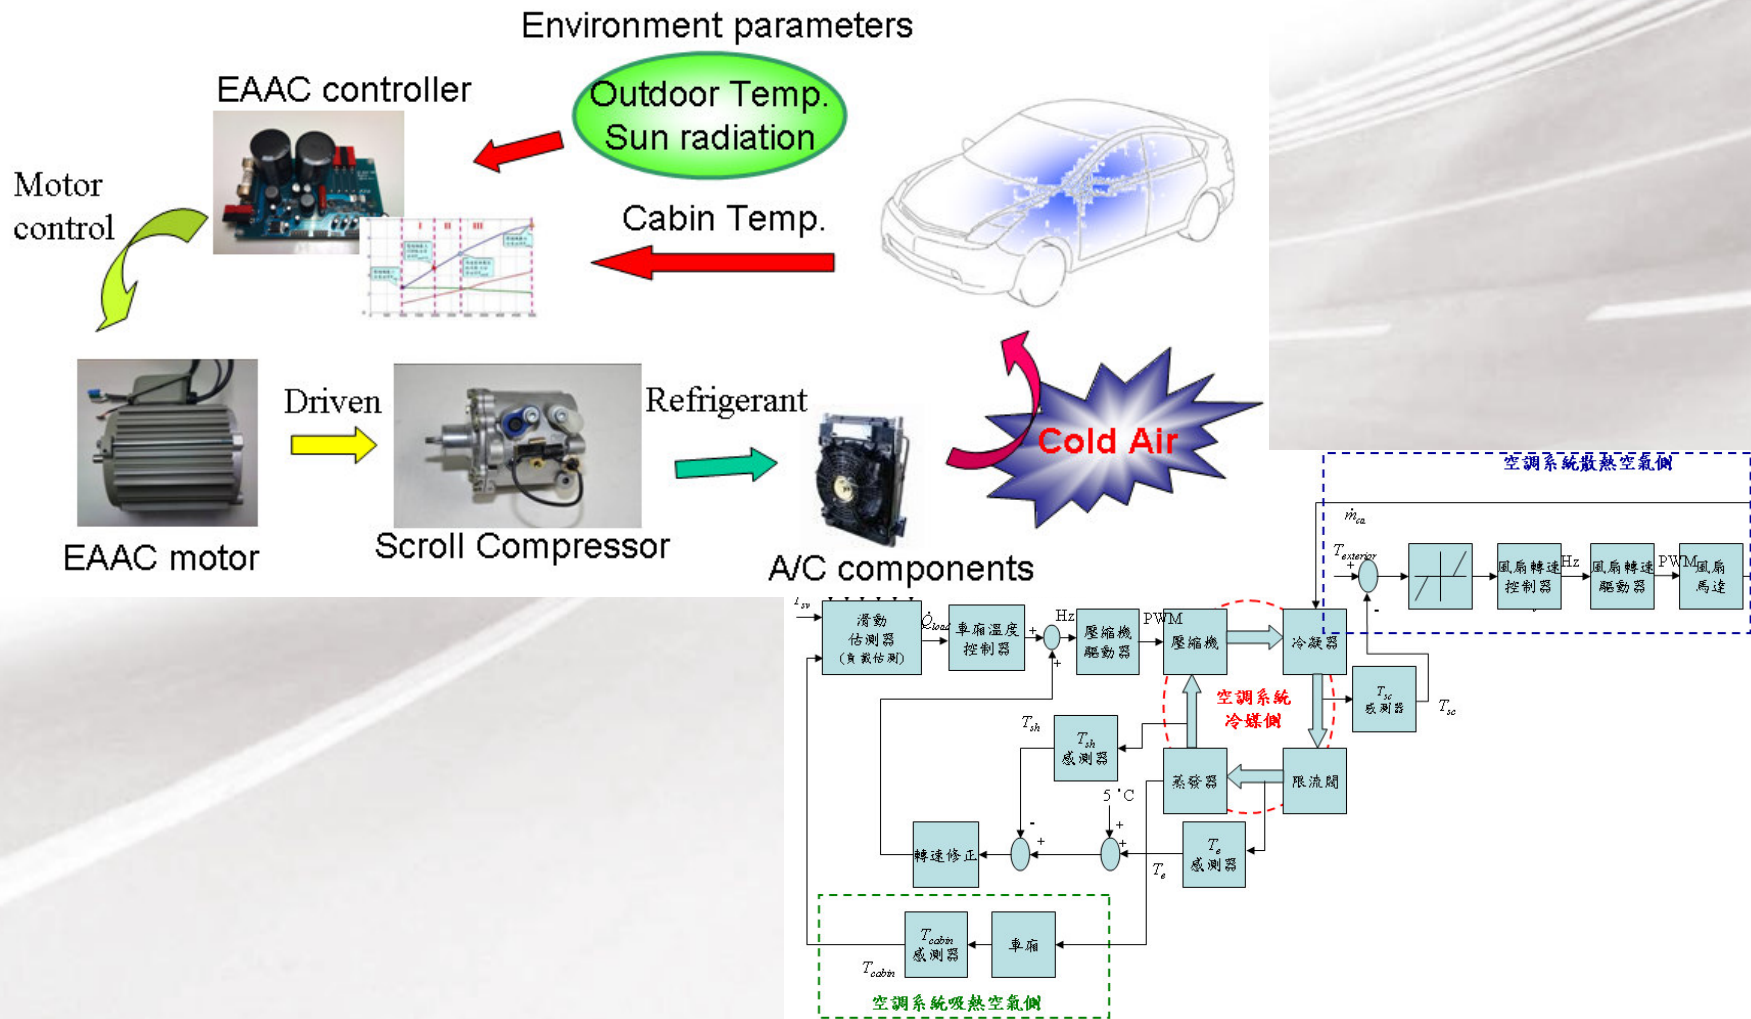 Environment parameters
EAAC controller
Outdoor Temp.
Sun radiation
Motor
control
Cabin Temp.
I
II
III
Driven
Refrigerant
Cold Air
EAAC motor
Scroll Compressor
A/C components
空調系統散熱空氣側
ṁca
Texterior
+
-
風扇轉速
控制器
Hz
風扇轉速
驅動器
PWM
風扇
馬達
Tsv
滑動
估測器
(負載估測)
Q̇load
車廂溫度
控制器
+
+
Hz
壓縮機
驅動器
PWM
壓縮機
冷凝器
空調系統
冷媒側
Tsc
感測器
Tsc
Tsh
Tsh
感測器
蒸發器
限流閥
5 °C
-
+
+
+
轉速修正
Te
Te
感測器
Tcabin
感測器
車廂
Tcabin
空調系統吸熱空氣側